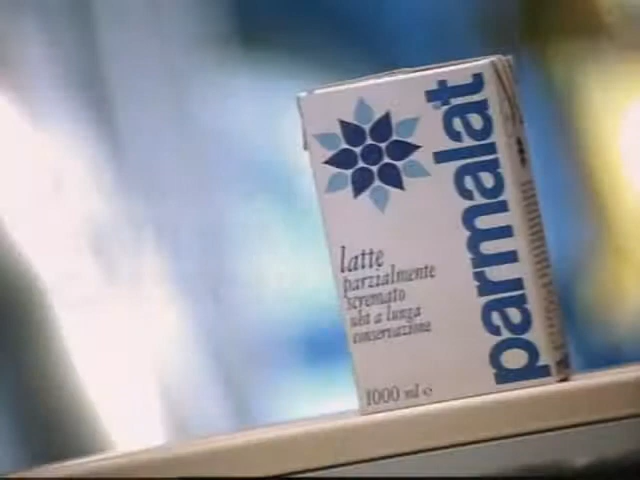 parmalat
latte
parzialmente
scremato
uht a lunga
conservazione
1000 ml e